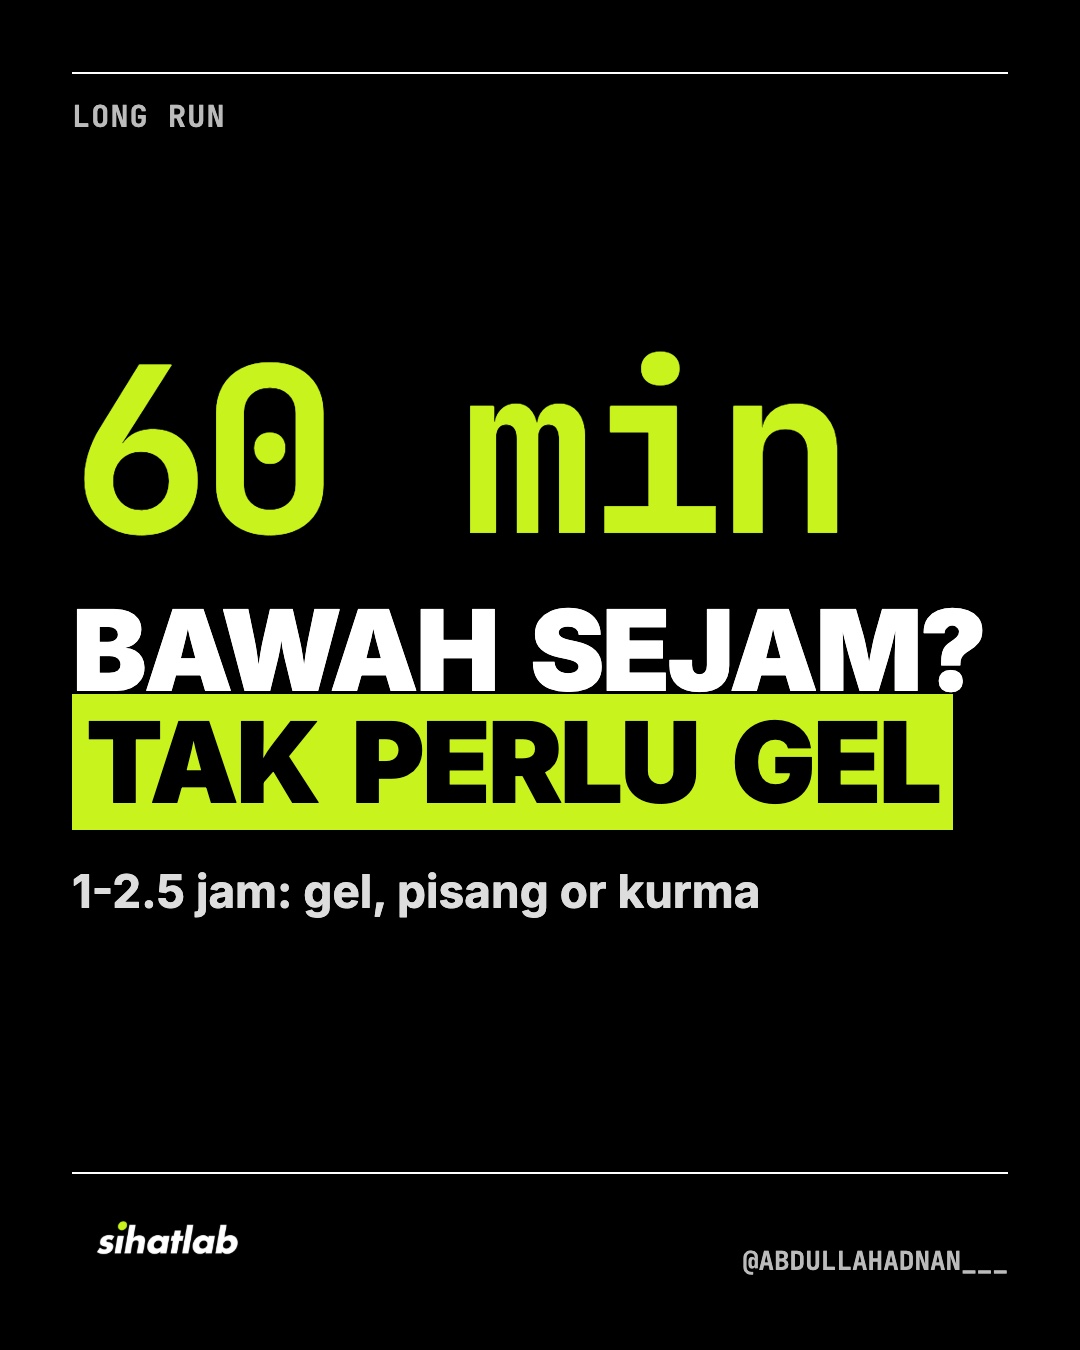 LONG RUN
60 min
BAWAH SEJAM?
TAK PERLU GEL
1-2.5 jam: gel, pisang or kurma
sihatlab
@ABDULLAHADNAN___